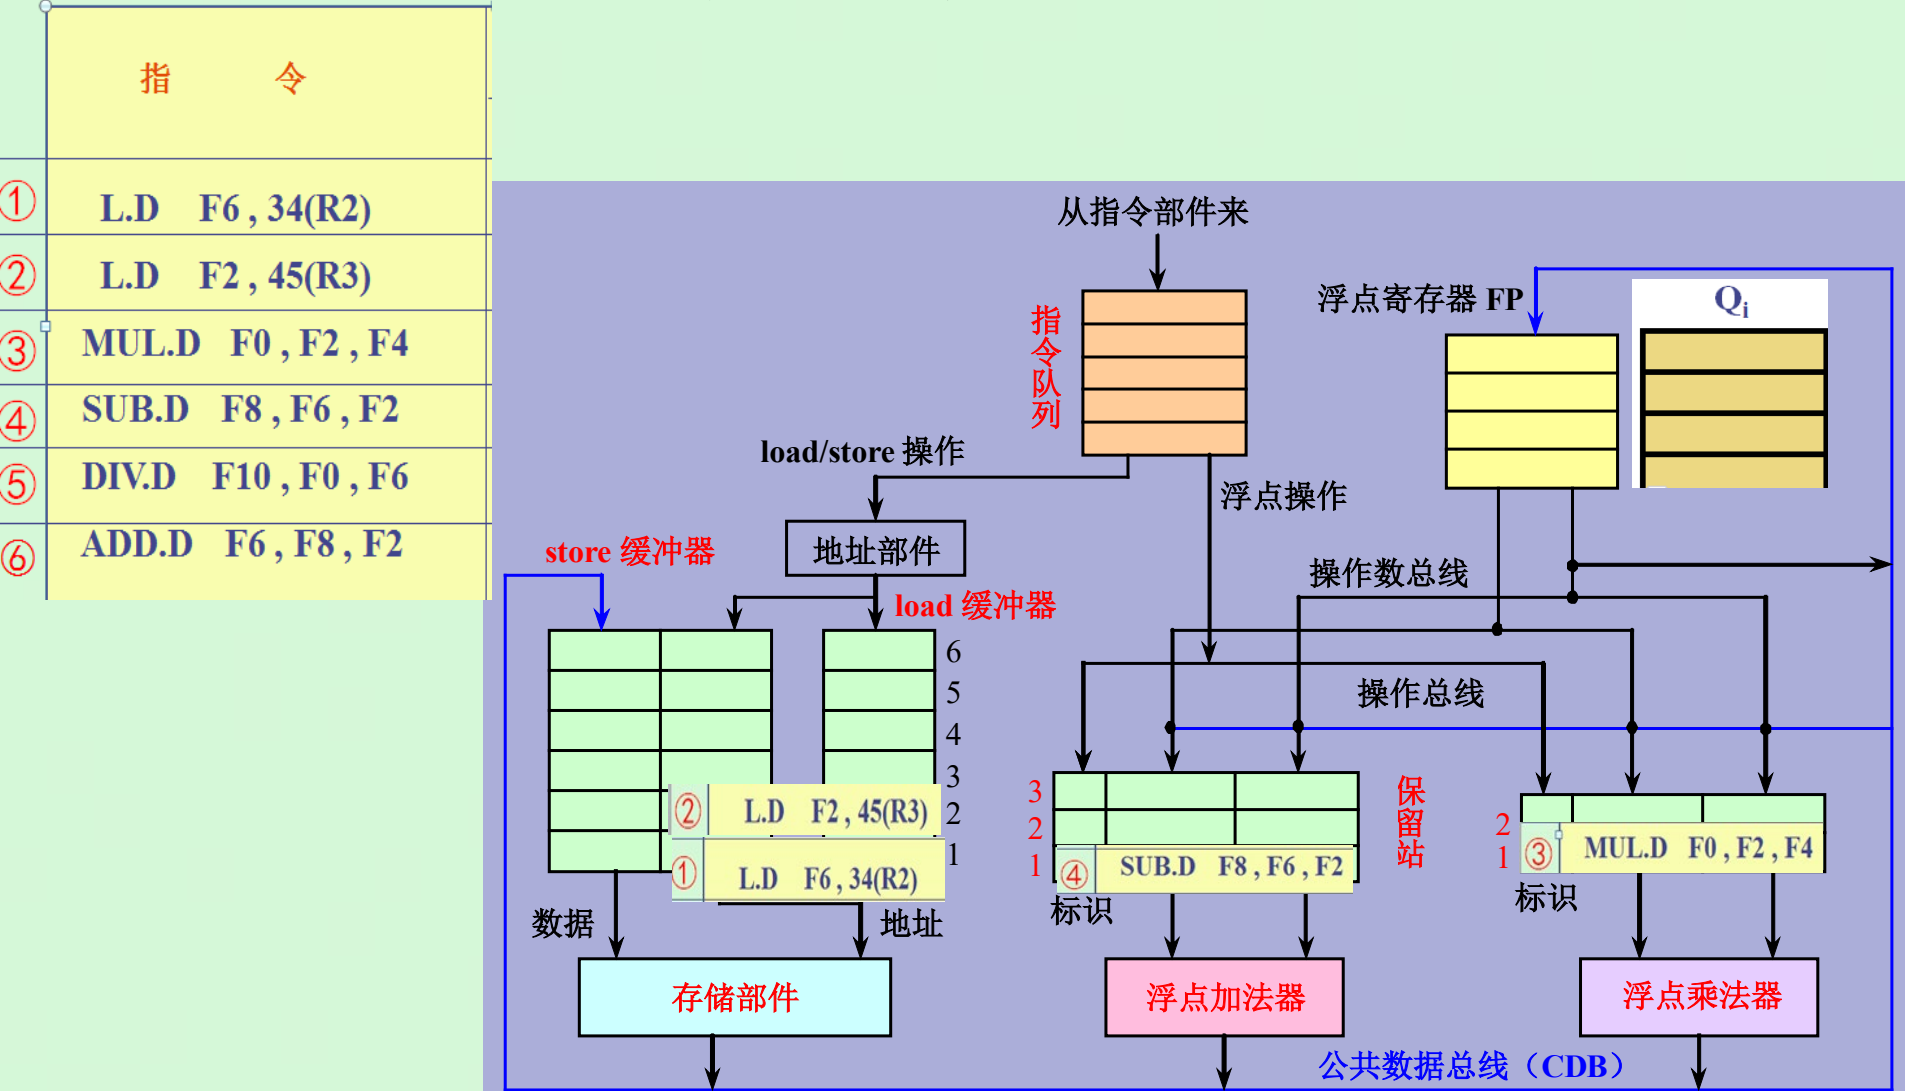 指 令
① L.D F6 , 34(R2)
② L.D F2 , 45(R3)
③ MUL.D F0 , F2 , F4
④ SUB.D F8 , F6 , F2
⑤ DIV.D F10 , F0 , F6
⑥ ADD.D F6 , F8 , F2
从指令部件来
指令队列
浮点寄存器 FP
Qi
load/store 操作
浮点操作
地址部件
store 缓冲器
load 缓冲器
操作数总线
操作总线
6
5
4
3
2
1
② L.D F2 , 45(R3)
① L.D F6 , 34(R2)
3
2
1
④ SUB.D F8 , F6 , F2
保留站
2
1
③ MUL.D F0 , F2 , F4
数据
地址
标识
标识
存储部件
浮点加法器
浮点乘法器
公共数据总线（CDB）